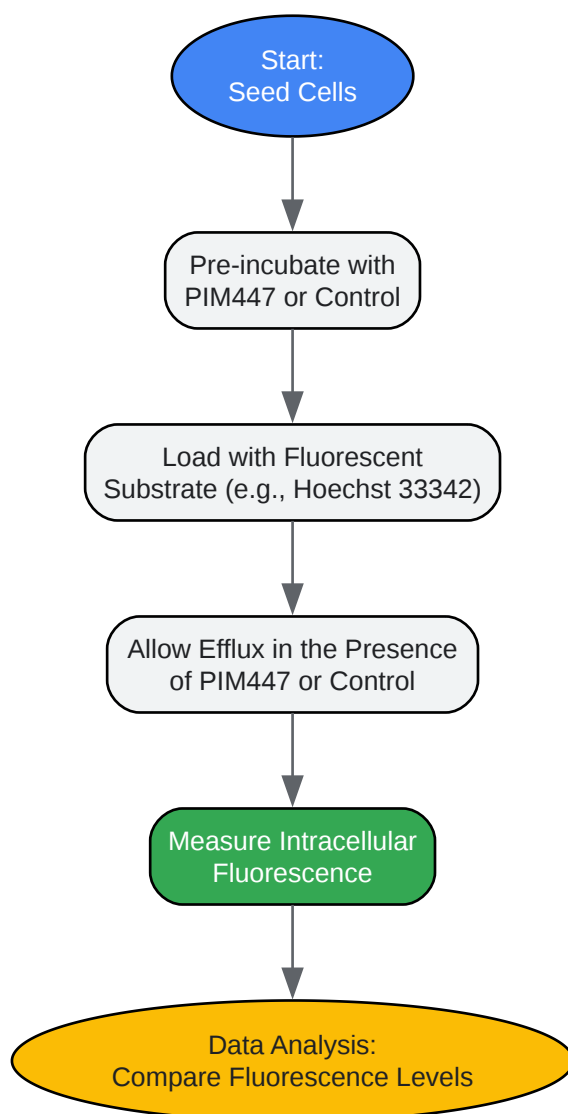 Start:
Seed Cells
Pre-incubate with
PIM447 or Control
Load with Fluorescent
Substrate (e.g., Hoechst 33342)
Allow Efflux in the Presence
of PIM447 or Control
Measure Intracellular
Fluorescence
Data Analysis:
Compare Fluorescence Levels